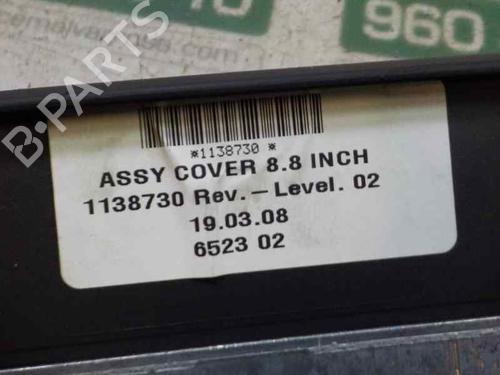 960
B-PARTS
*1138730 *
ASSY COVER 8.8 INCH
1138730 Rev. - Level. 02
19.03.08
6523 02